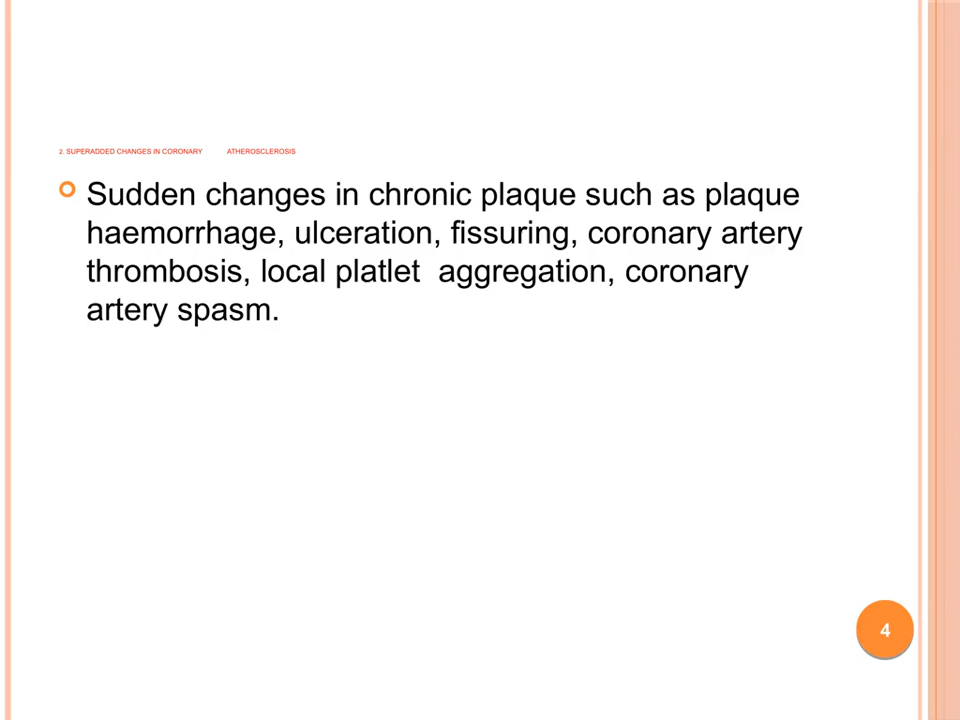 2. SUPERADDED CHANGES IN CORONARY ATHEROSCLEROSIS
Sudden changes in chronic plaque such as plaque
haemorrhage, ulceration, fissuring, coronary artery
thrombosis, local platlet aggregation, coronary
artery spasm.
4